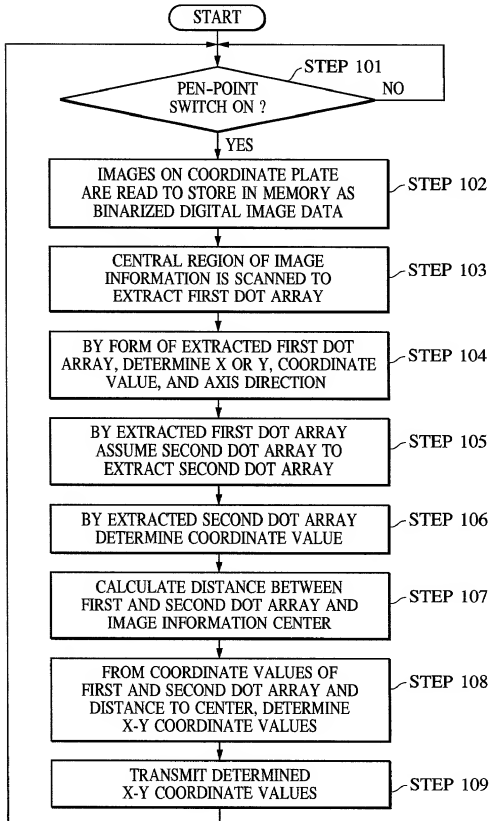 START
STEP 101
PEN-POINT
SWITCH ON ?
NO
YES
IMAGES ON COORDINATE PLATE
ARE READ TO STORE IN MEMORY AS
BINARIZED DIGITAL IMAGE DATA
STEP 102
CENTRAL REGION OF IMAGE
INFORMATION IS SCANNED TO
EXTRACT FIRST DOT ARRAY
STEP 103
BY FORM OF EXTRACTED FIRST DOT
ARRAY, DETERMINE X OR Y, COORDINATE
VALUE, AND AXIS DIRECTION
STEP 104
BY EXTRACTED FIRST DOT ARRAY
ASSUME SECOND DOT ARRAY TO
EXTRACT SECOND DOT ARRAY
STEP 105
BY EXTRACTED SECOND DOT ARRAY
DETERMINE COORDINATE VALUE
STEP 106
CALCULATE DISTANCE BETWEEN
FIRST AND SECOND DOT ARRAY AND
IMAGE INFORMATION CENTER
STEP 107
FROM COORDINATE VALUES OF
FIRST AND SECOND DOT ARRAY AND
DISTANCE TO CENTER, DETERMINE
X-Y COORDINATE VALUES
STEP 108
TRANSMIT DETERMINED
X-Y COORDINATE VALUES
STEP 109